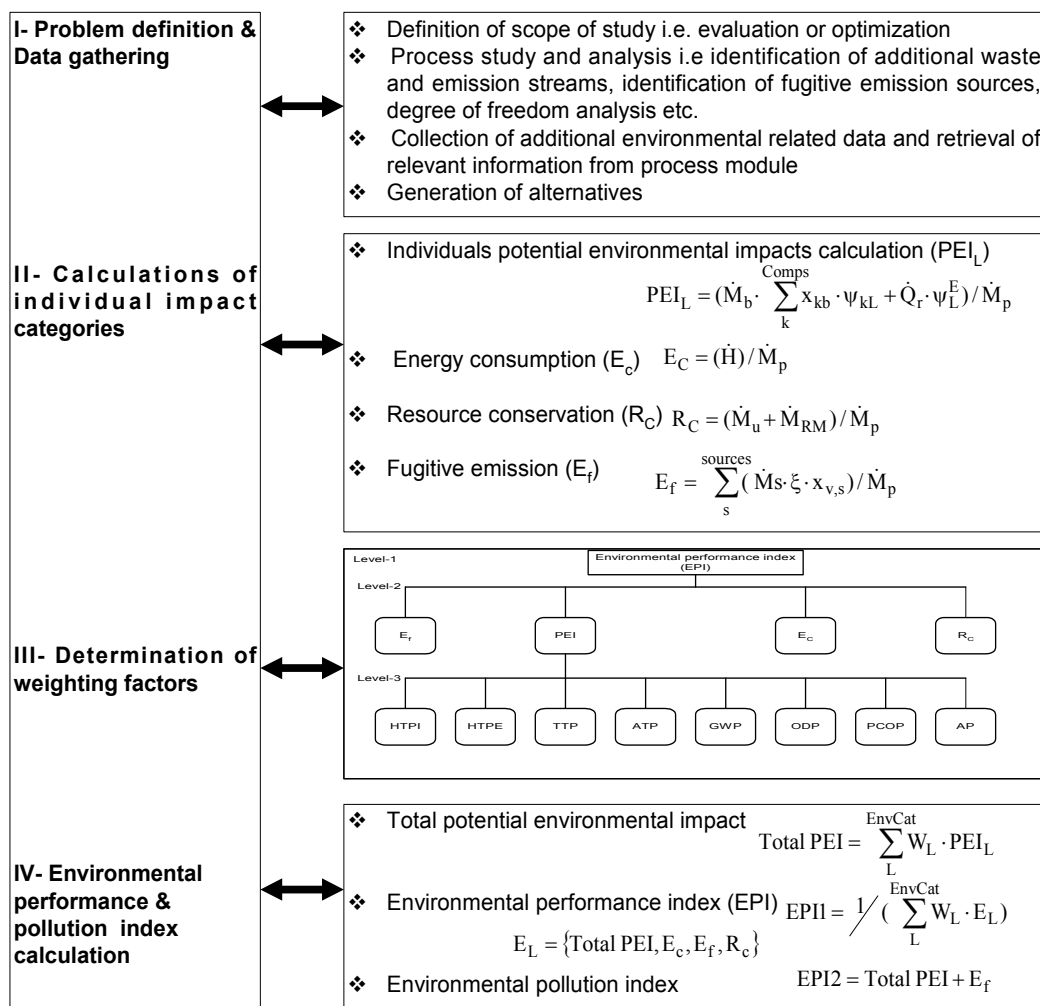 I- Problem definition &
Data gathering
❖ Definition of scope of study i.e. evaluation or optimization
❖ Process study and analysis i.e identification of additional waste
and emission streams, identification of fugitive emission sources,
degree of freedom analysis etc.
❖ Collection of additional environmental related data and retrieval of
relevant information from process module
❖ Generation of alternatives
II- Calculations of
individual impact
categories
❖ Individuals potential environmental impacts calculation (PEI_L)
PEI_L = (Ṁ_b · ∑_k^Comps x_kb · ψ_kL + Q̇_r · ψ_L^E) / Ṁ_p
❖ Energy consumption (E_c) E_C = (Ḣ) / Ṁ_p
❖ Resource conservation (R_C) R_C = (Ṁ_u + Ṁ_RM) / Ṁ_p
❖ Fugitive emission (E_f) E_f = ∑_s^sources (Ṁs · ξ · x_v,s) / Ṁ_p
III- Determination of
weighting factors
Level-1
Environmental performance index
(EPI)
Level-2
E_f PEI E_C R_C
Level-3
HTPI HTPE TTP ATP GWP ODP PCOP AP
IV- Environmental
performance &
pollution index
calculation
❖ Total potential environmental impact Total PEI = ∑_L^EnvCat W_L · PEI_L
❖ Environmental performance index (EPI) EPI1 = 1 / (∑_L^EnvCat W_L · E_L)
E_L = {Total PEI, E_c, E_f, R_c}
❖ Environmental pollution index EPI2 = Total PEI + E_f